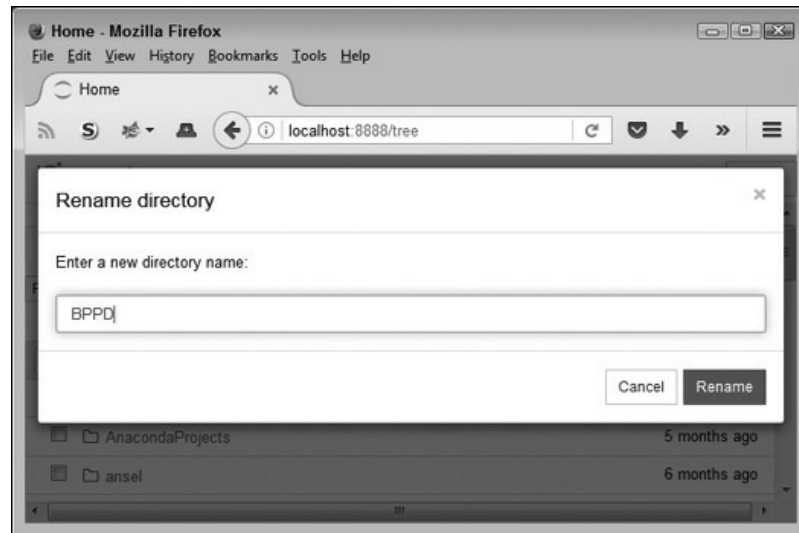 Home - Mozilla Firefox
File Edit View History Bookmarks Tools Help
Home ×
S localhost:8888/tree »
Rename directory ×
Enter a new directory name:
BPPD
Cancel Rename
AnacondaProjects 5 months ago
ansel 6 months ago